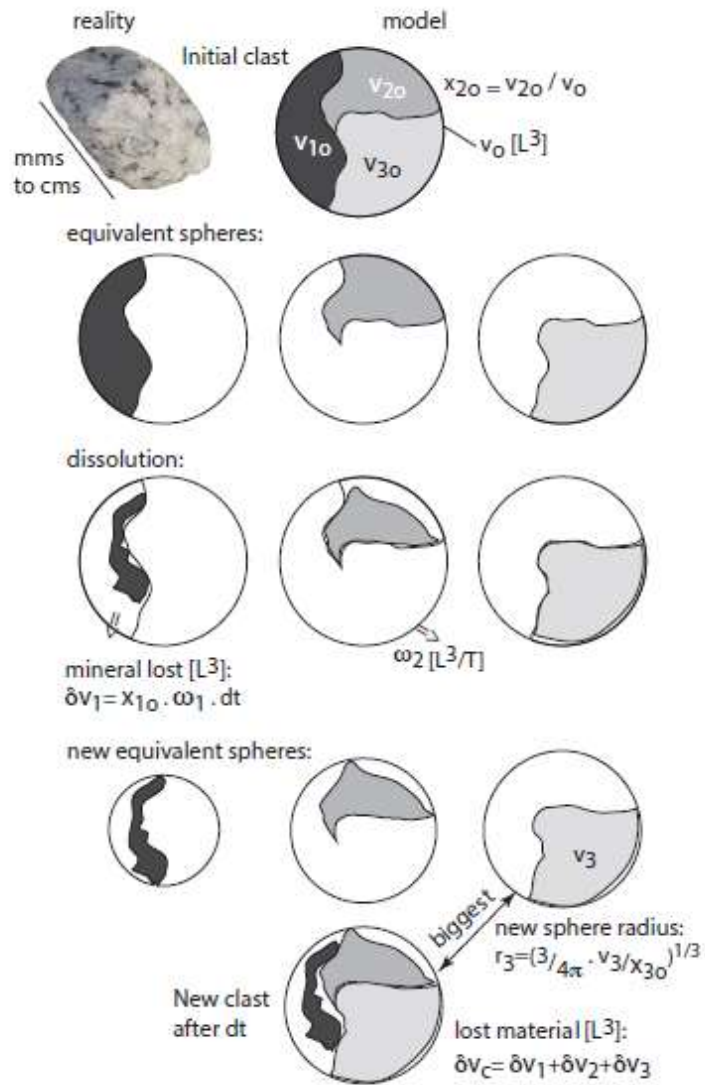 reality
model
Initial clast
v2o
x2o = v2o / vo
v1o
vo [L³]
v3o
mms
to cms
equivalent spheres:
dissolution:
mineral lost [L³]:
δv1= x1o . ω1 . dt
ω2 [L³/T]
new equivalent spheres:
v3
biggest
new sphere radius:
r3=(3/4π . v3/x3o)1/3
New clast
after dt
lost material [L³]:
δvc= δv1+δv2+δv3